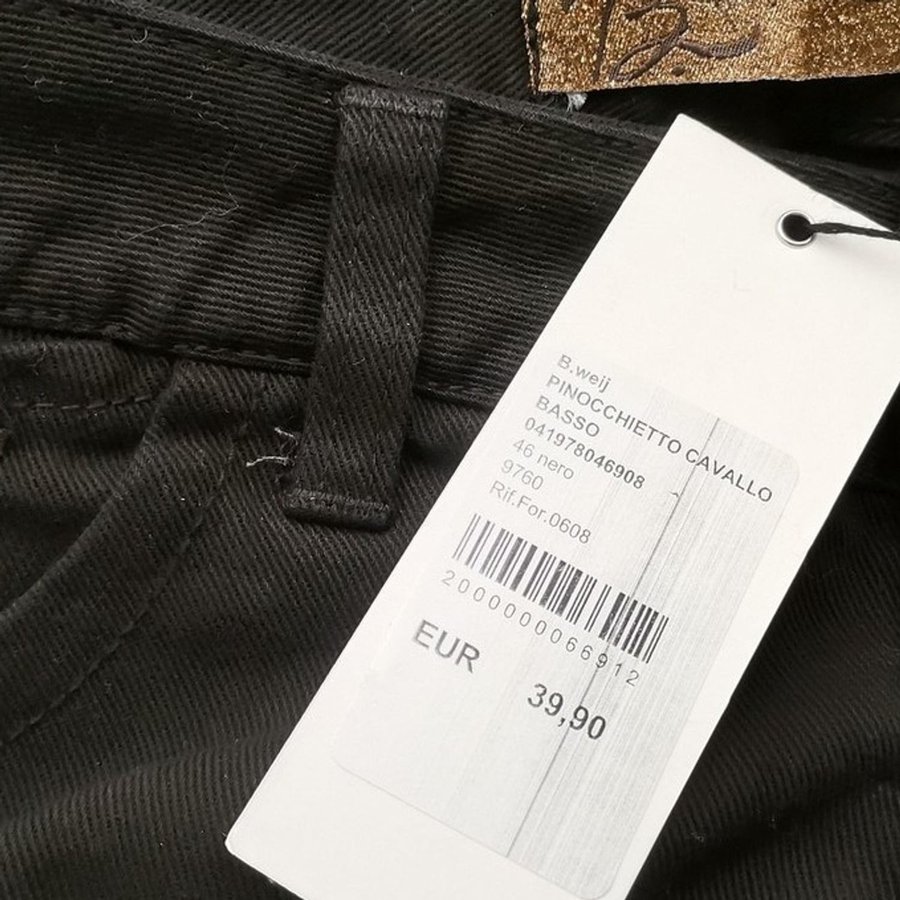 B.weij
PINOCCHIETTO CAVALLO
BASSO
041978046908
46 nero
9760
Rif.For.0608
2000000066912
EUR
39,90